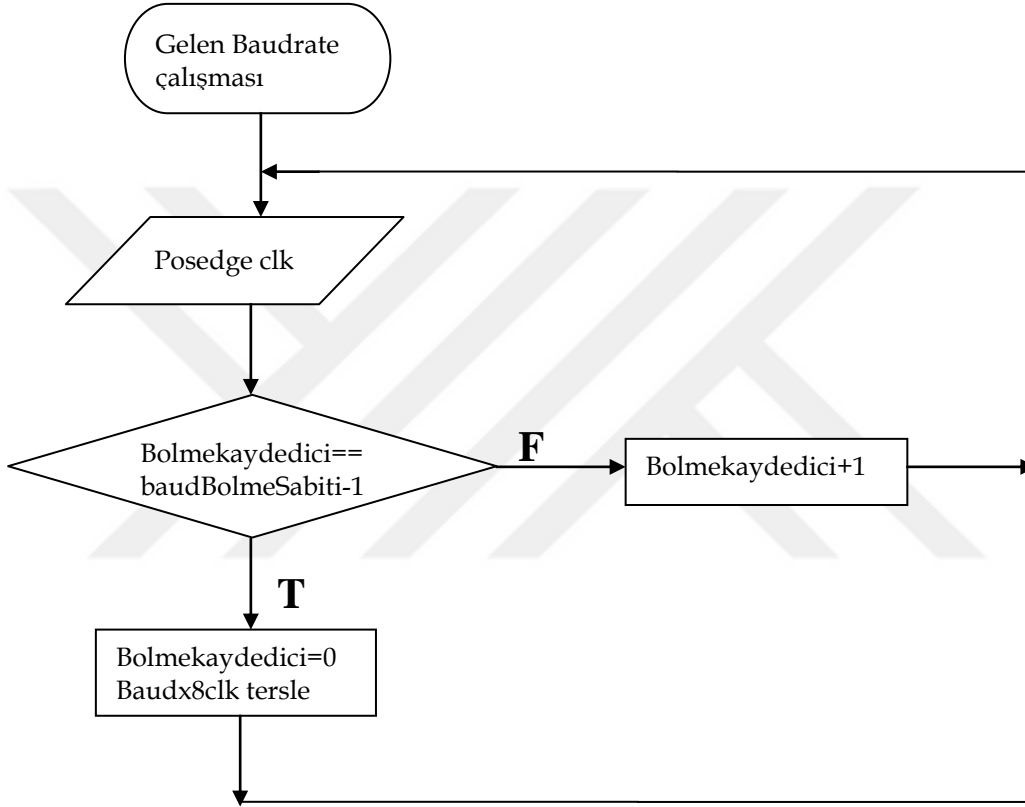 Gelen Baudrate
çalışması
Posedge clk
Bolmekaydedici==
baudBolmeSabiti-1
F
Bolmekaydedici+1
T
Bolmekaydedici=0
Baudx8clk tersle